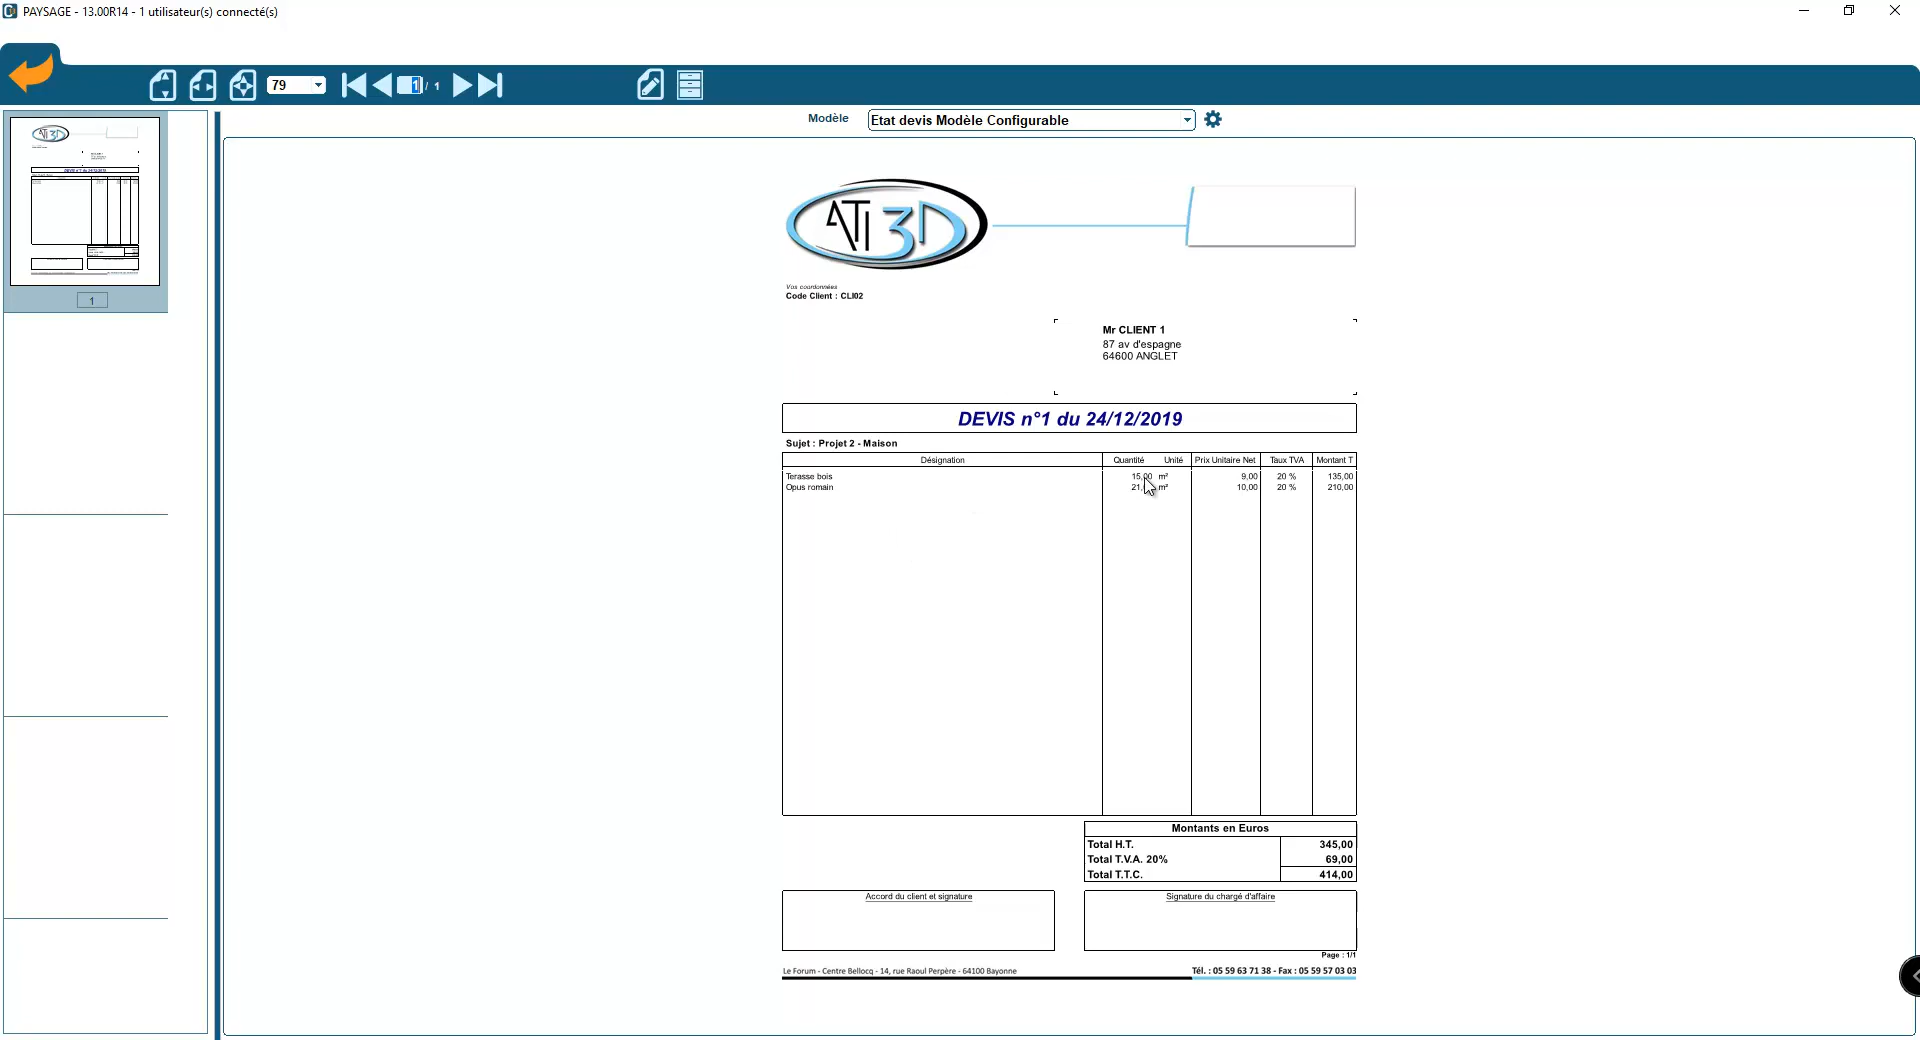 PAYSAGE - 13.00R14 - 1 utilisateur(s) connecté(s)
79
1 / 1
Modèle Etat devis Modèle Configurable
1
ATI 3D
Vos coordonnées
Code Client : CLI02
Mr CLIENT 1
87 av d'espagne
64600 ANGLET
DEVIS n°1 du 24/12/2019
Sujet : Projet 2 - Maison
Désignation Quantité Unité Prix Unitaire Net Taux TVA Montant T
Terasse bois 15,00 m² 9,00 20 % 135,00
Opus romain 21, m² 10,00 20 % 210,00
Montants en Euros
Total H.T. 345,00
Total T.V.A. 20% 69,00
Total T.T.C. 414,00
Accord du client et signature Signature du chargé d'affaire
Page : 1/1
Le Forum - Centre Bellocq - 14, rue Raoul Perpère - 64100 Bayonne Tél. : 05 59 63 71 38 - Fax : 05 59 57 03 03